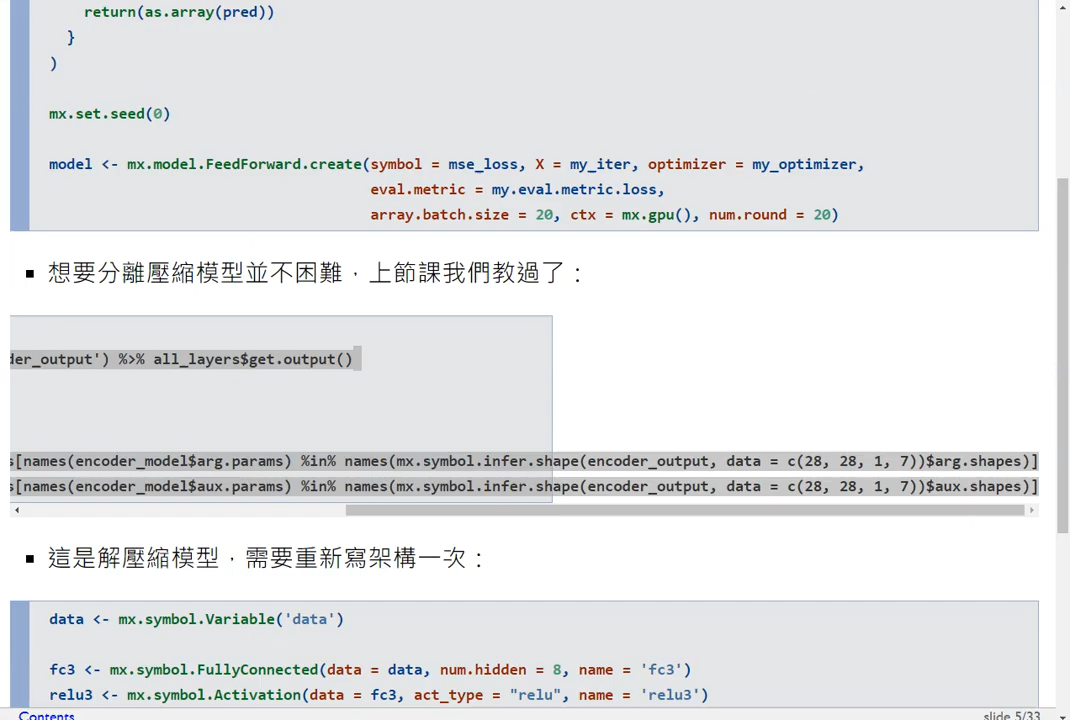 return(as.array(pred))
}
)
mx.set.seed(0)
model <- mx.model.FeedForward.create(symbol = mse_loss, X = my_iter, optimizer = my_optimizer,
eval.metric = my.eval.metric.loss,
array.batch.size = 20, ctx = mx.gpu(), num.round = 20)
想要分離壓縮模型並不困難，上節課我們教過了：
der_output') %>% all_layers$get.output()
s[names(encoder_model$arg.params) %in% names(mx.symbol.infer.shape(encoder_output, data = c(28, 28, 1, 7))$arg.shapes)]
s[names(encoder_model$aux.params) %in% names(mx.symbol.infer.shape(encoder_output, data = c(28, 28, 1, 7))$aux.shapes)]
這是解壓縮模型，需要重新寫架構一次：
data <- mx.symbol.Variable('data')
fc3 <- mx.symbol.FullyConnected(data = data, num.hidden = 8, name = 'fc3')
relu3 <- mx.symbol.Activation(data = fc3, act_type = "relu", name = 'relu3')
Contents
slide 5/33